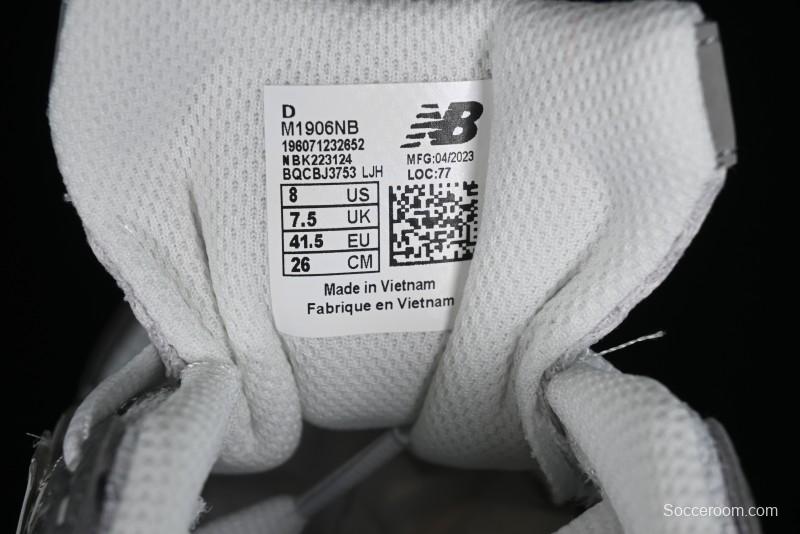 D
M1906NB
196071232652
NBK223124
BQCBJ3753 LJH
NB
MFG:04/2023
LOC:77
8 US
7.5 UK
41.5 EU
26 CM
Made in Vietnam
Fabrique en Vietnam
Socceroom.com